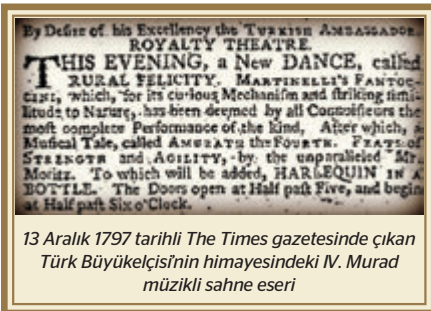 By Desire of his Excellency the TURKISH AMBASSADOR.
ROYALTY THEATRE.
THIS EVENING, a New DANCE, called
RURAL FELICITY. MARTINELLI'S FANTOC-
CINI, which, for its curious Mechaniſm and ſtriking ſimi-
litude to Nature, has been deemed by all Connoiſſeurs the
moſt complete Performance of the Kind, After which, a
Muſical Tale, called AMURATH the FOURTH. FEATS of
STRENGTH and AGILITY, by the unparalleled Mr.
Moritz. To which will be added, HARLEQUIN IN A
BOTTLE. The Doors open at Half paſt Five, and begin
at Half paſt Six o'Clock.
13 Aralık 1797 tarihli The Times gazetesinde çıkan
Türk Büyükelçisi'nin himayesindeki IV. Murad
müzikli sahne eseri